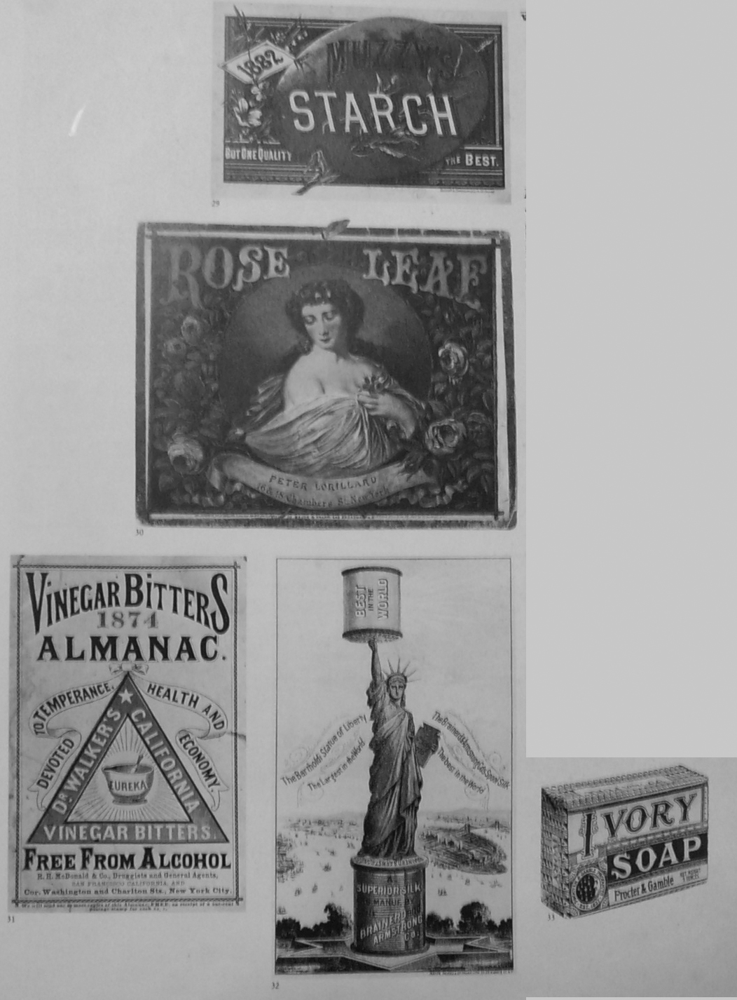 1882
MUZZY'S
STARCH
BUT ONE QUALITY
THE BEST.
29
ROSE LEAF
PETER LORILLARD
16 & 18 Chambers St. New York
30
VINEGAR BITTERS
1874
ALMANAC.
DEVOTED TO TEMPERANCE, HEALTH AND ECONOMY.
DR WALKER'S CALIFORNIA
EUREKA
VINEGAR BITTERS.
FREE FROM ALCOHOL
R. H. McDonald & Co., Druggists and General Agents,
SAN FRANCISCO CALIFORNIA, AND
Cor. Washington and Charlton Sts., New York City.
31
BEST
IN THE
WORLD
The Bartholdi Statue of Liberty
The Largest in the World
The Brainerd & Armstrong Co's Spool Silk
The best in the World
SUPERIOR SILK
MANUF'D BY
BRAINERD &
ARMSTRONG
Co.
32
IVORY
SOAP
Procter & Gamble
33